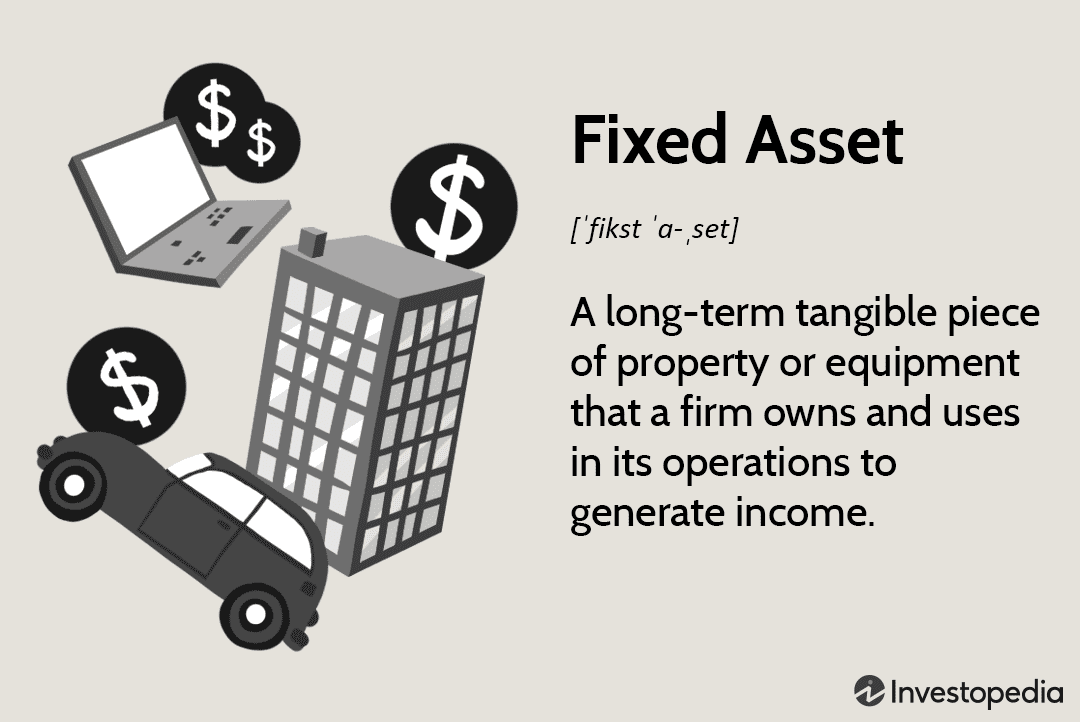 $
$
$
$
Fixed Asset
[ˈfikst ˈa-ˌset]
A long-term tangible piece
of property or equipment
that a firm owns and uses
in its operations to
generate income.
Investopedia